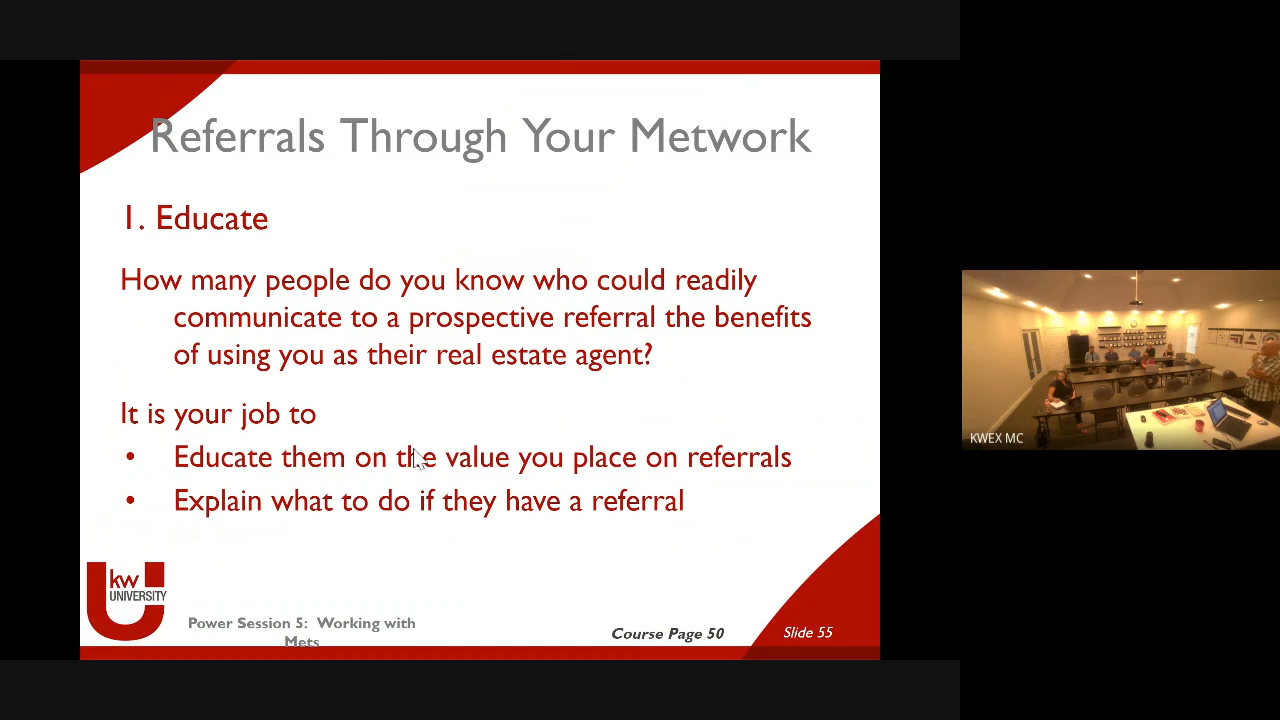 Referrals Through Your Metwork
1. Educate
How many people do you know who could readily
communicate to a prospective referral the benefits
of using you as their real estate agent?
It is your job to
• Educate them on the value you place on referrals
• Explain what to do if they have a referral
kw
UNIVERSITY
Power Session 5: Working with
Mets
Course Page 50
Slide 55
KWEX MC